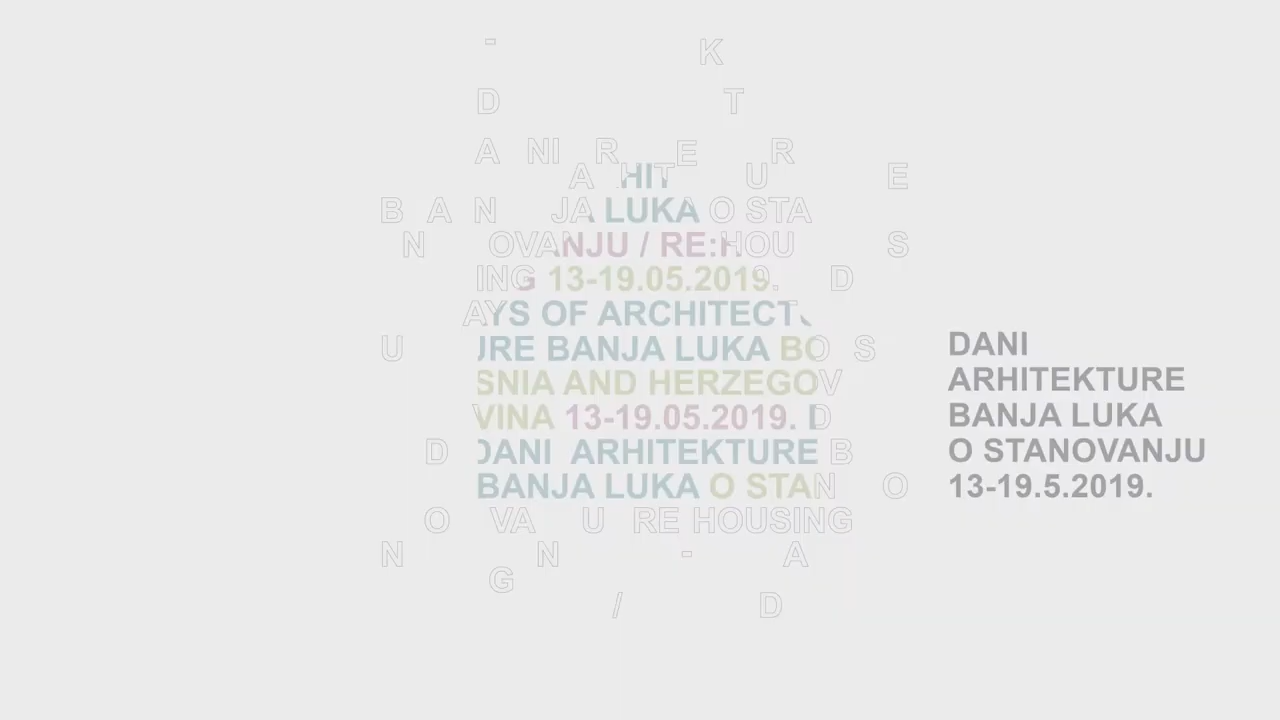 - K
D T
A NI R E R
A HIT U E
B A N JA LUKA O STA
N OVANJU / RE:HOU S
ING 13-19.05.2019. D
AYS OF ARCHITECT
U URE BANJA LUKA BO S
SNIA AND HERZEGOV
VINA 13-19.05.2019. D
D DANI ARHITEKTURE B
BANJA LUKA O STAN O
O VA U RE HOUSING
N N - A
G
/ D
DANI
ARHITEKTURE
BANJA LUKA
O STANOVANJU
13-19.5.2019.